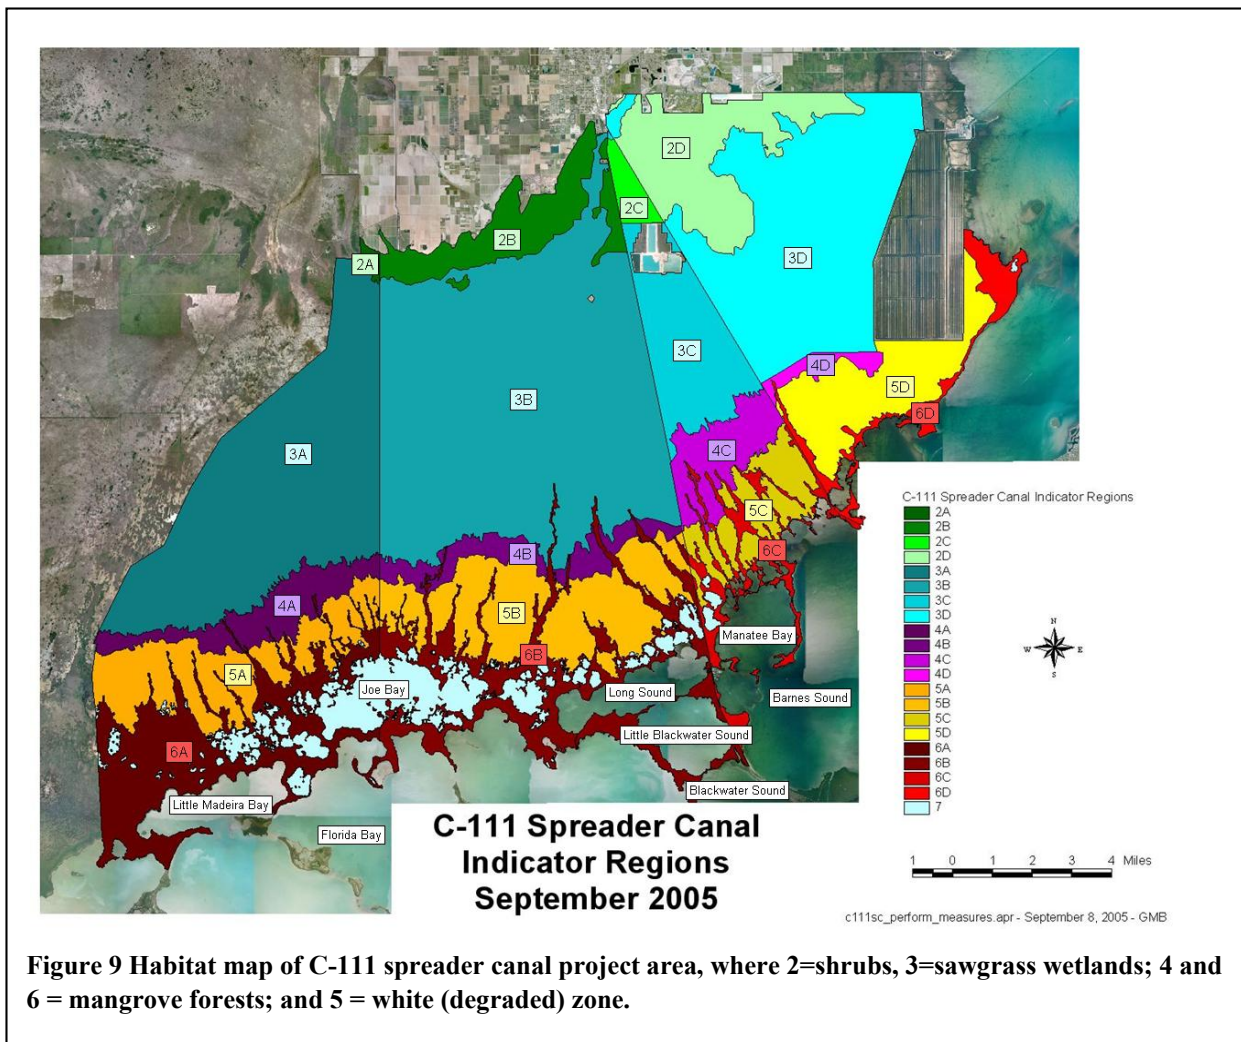 2D
2C
2B
2A
3D
3C
4D
5D
3B
6D
3A
4C
5C
4B
6C
4A
5B
Manatee Bay
6B
5A
Joe Bay
Long Sound
Barnes Sound
Little Blackwater Sound
6A
Blackwater Sound
Little Madeira Bay
Florida Bay
C-111 Spreader Canal Indicator Regions
2A
2B
2C
2D
3A
3B
3C
3D
4A
4B
4C
4D
5A
5B
5C
5D
6A
6B
6C
6D
7
N
W E
S
1 0 1 2 3 4 Miles
C-111 Spreader Canal
Indicator Regions
September 2005
c111sc_perform_measures.apr - September 8, 2005 - GMB
Figure 9 Habitat map of C-111 spreader canal project area, where 2=shrubs, 3=sawgrass wetlands; 4 and
6 = mangrove forests; and 5 = white (degraded) zone.